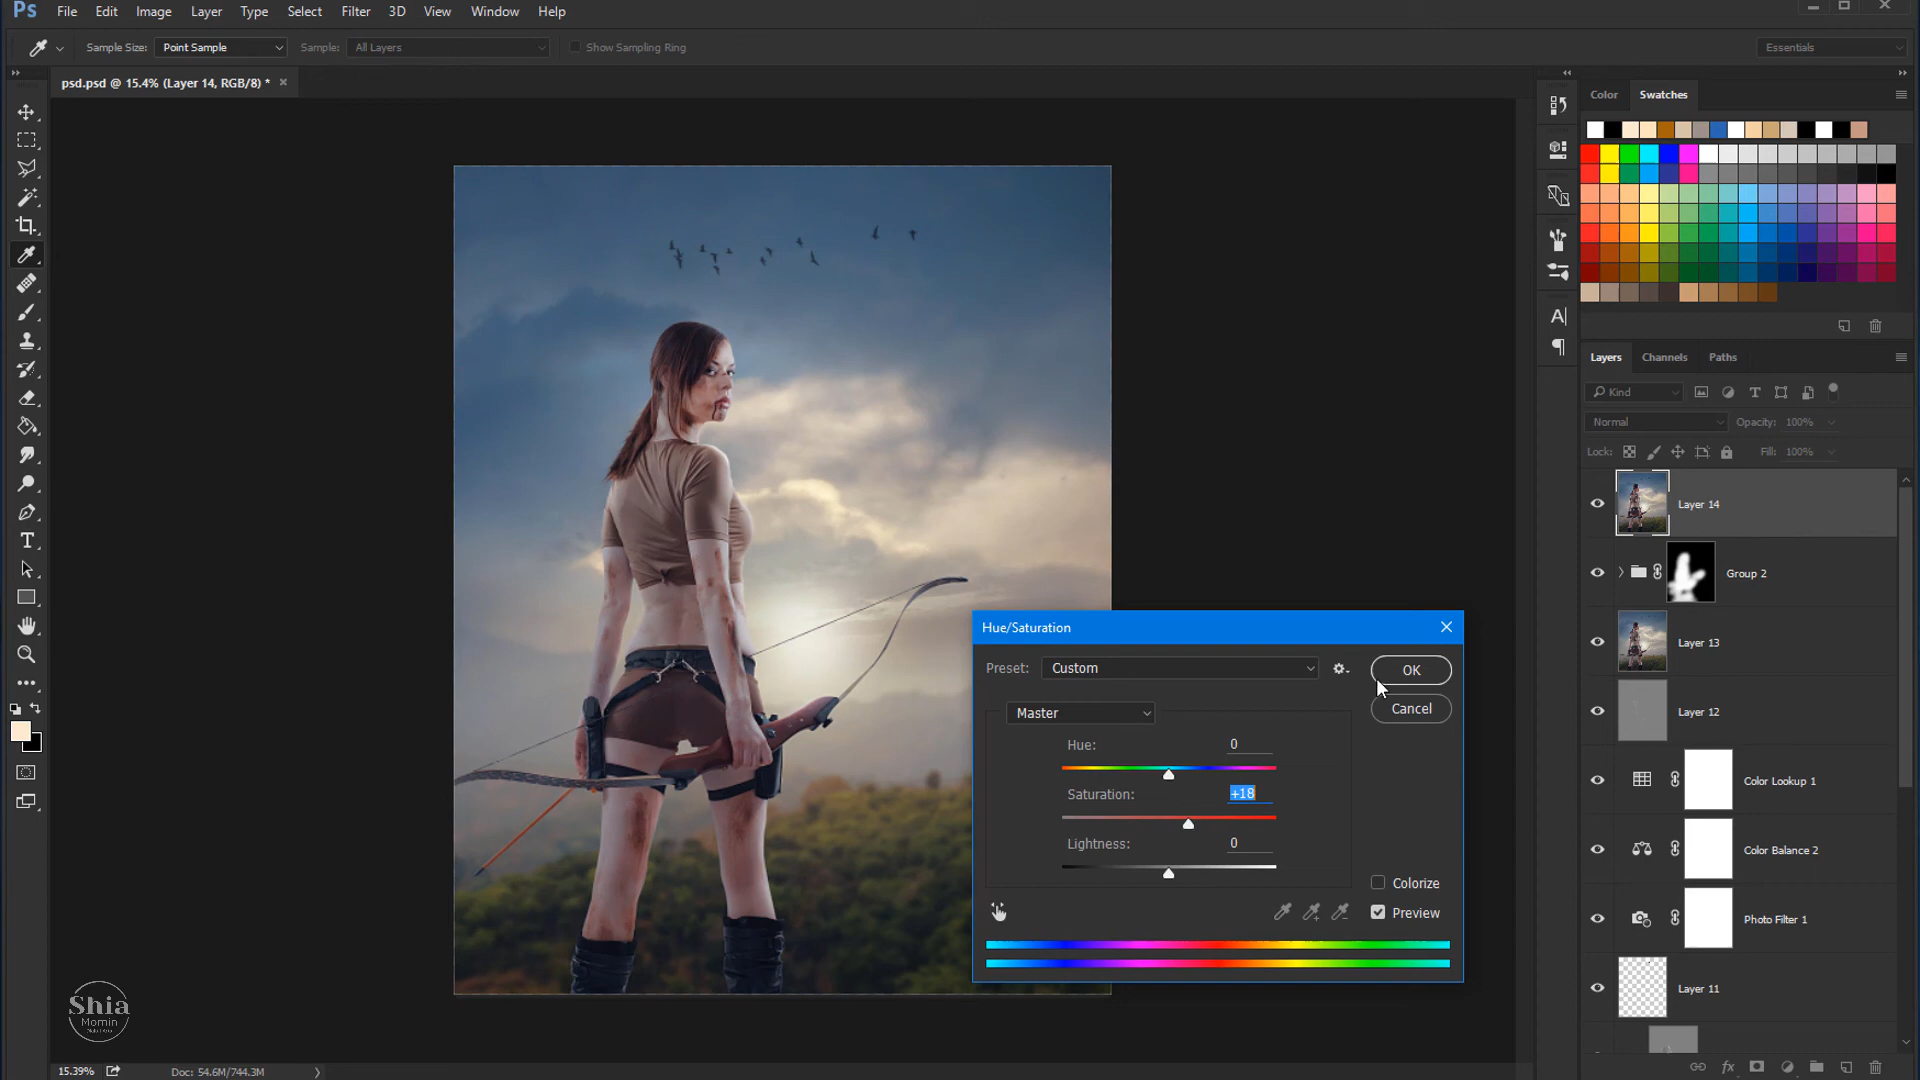 Ps File Edit Image Layer Type Select Filter 3D View Window Help
Sample Size: Point Sample Sample: All Layers Show Sampling Ring Essentials
psd.psd @ 15.4% (Layer 14, RGB/8) *
Color Swatches
Layers Channels Paths
Kind
Normal Opacity: 100%
Lock: Fill: 100%
Layer 14
Group 2
Layer 13
Layer 12
Color Lookup 1
Color Balance 2
Photo Filter 1
Layer 11
Hue/Saturation
Preset: Custom
OK
Cancel
Master
Hue: 0
Saturation: +18
Lightness: 0
Colorize
Preview
Shia
Momin
15.39% Doc: 54.6M/744.3M